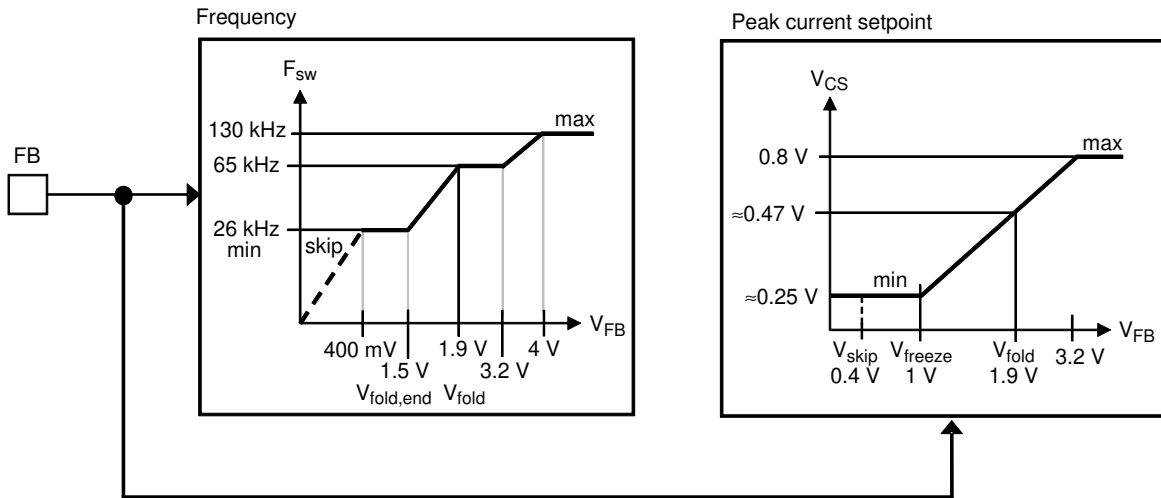 Frequency
Peak current setpoint
FB
F_sw
130 kHz
65 kHz
26 kHz
min
skip
max
V_FB
400 mV
1.9 V
4 V
1.5 V
3.2 V
V_fold,end
V_fold
V_CS
0.8 V
≈0.47 V
≈0.25 V
min
max
V_FB
V_skip
0.4 V
V_freeze
1 V
V_fold
1.9 V
3.2 V